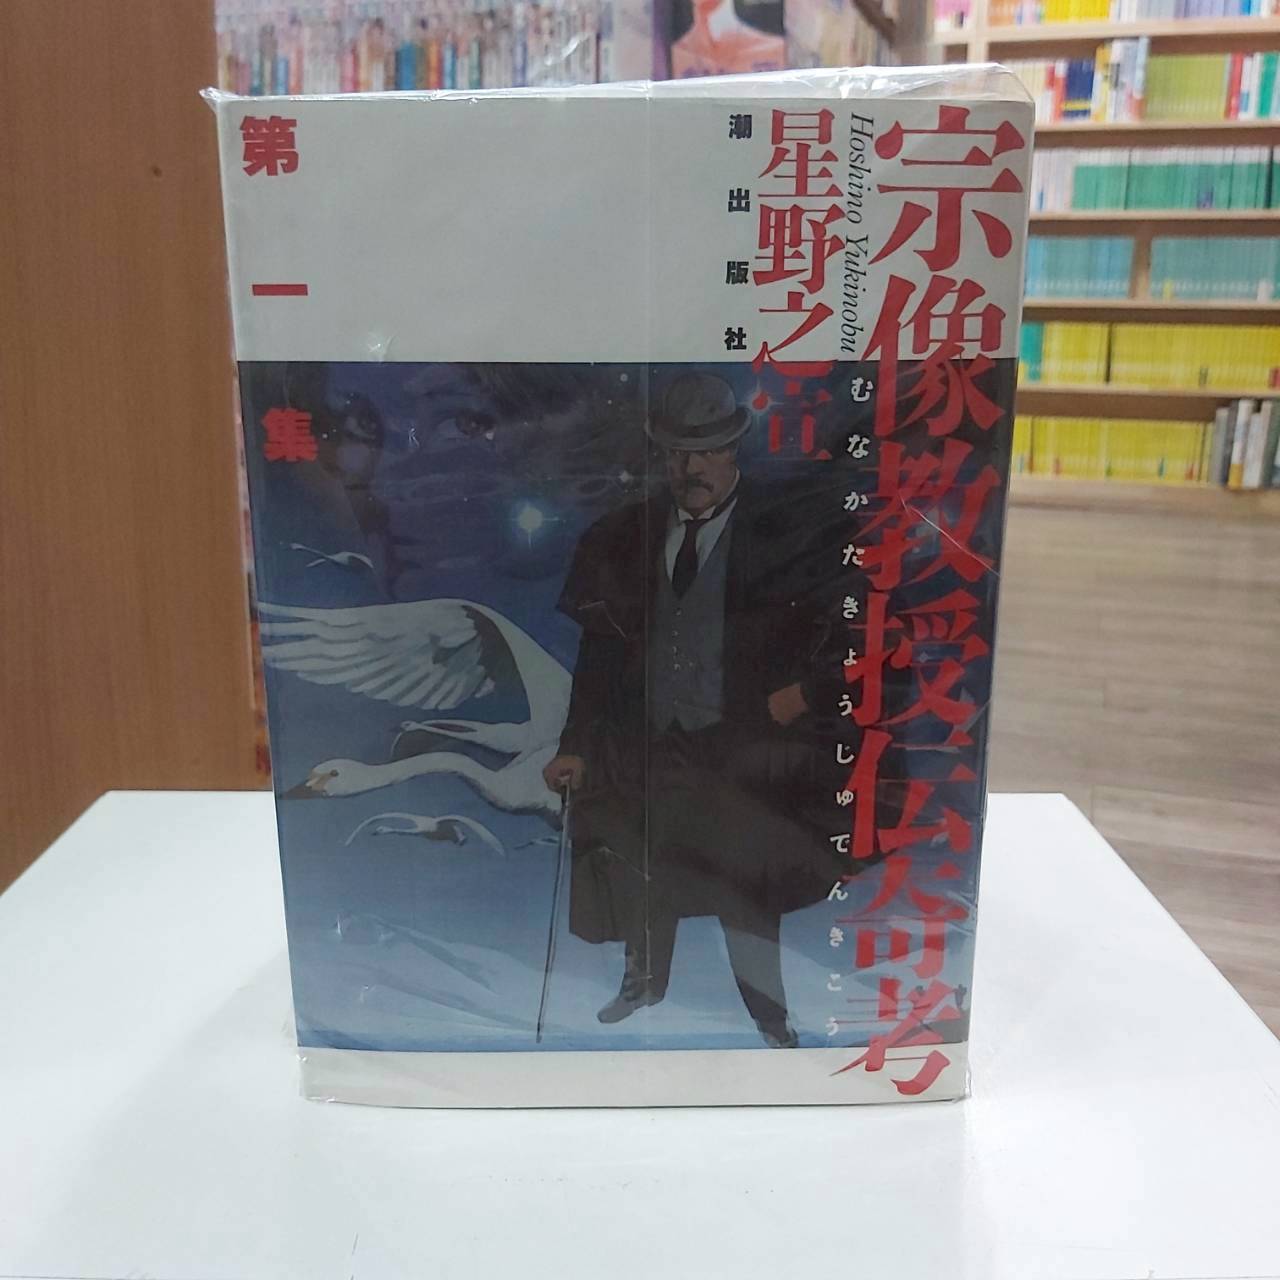 宗像教授伝奇考
むなかたきょうじゅでんきこう
Hoshino Yukinobu
星野之宣
潮出版社
第一集